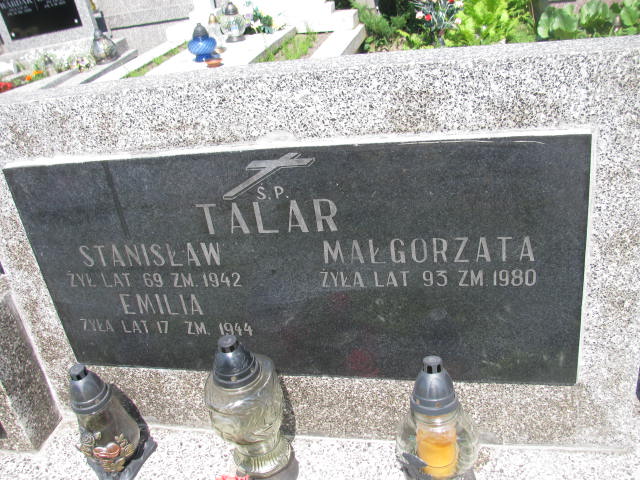 Ś.P.
TALAR
STANISŁAW
ŻYŁ LAT 69 ZM. 1942
EMILIA
ŻYŁA LAT 17 ZM. 1944
MAŁGORZATA
ŻYŁA LAT 93 ZM 1980